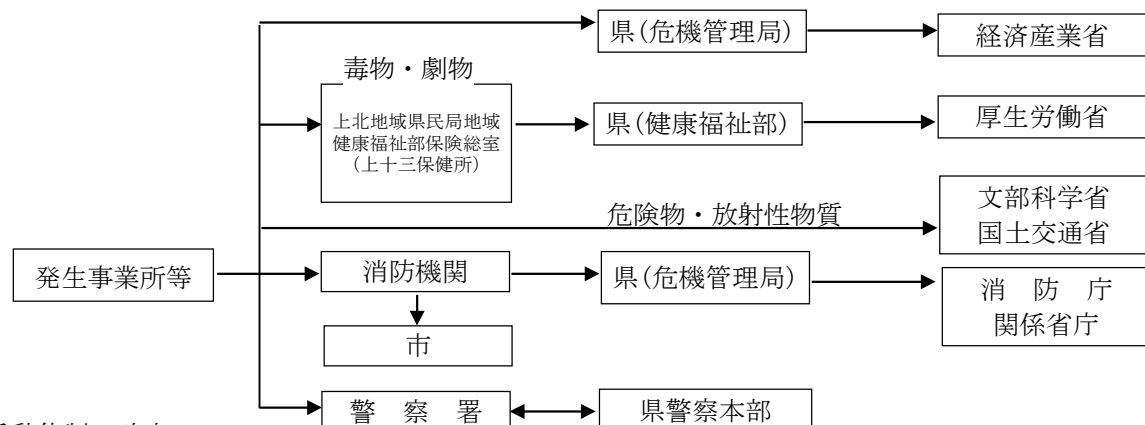 県(危機管理局)
経済産業省
毒物・劇物
上北地域県民局地域
健康福祉部保険総室
(上十三保健所)
県(健康福祉部)
厚生労働省
危険物・放射性物質
文部科学省
国土交通省
発生事業所等
消防機関
県(危機管理局)
消 防 庁
関係省庁
市
警 察 署
県警察本部